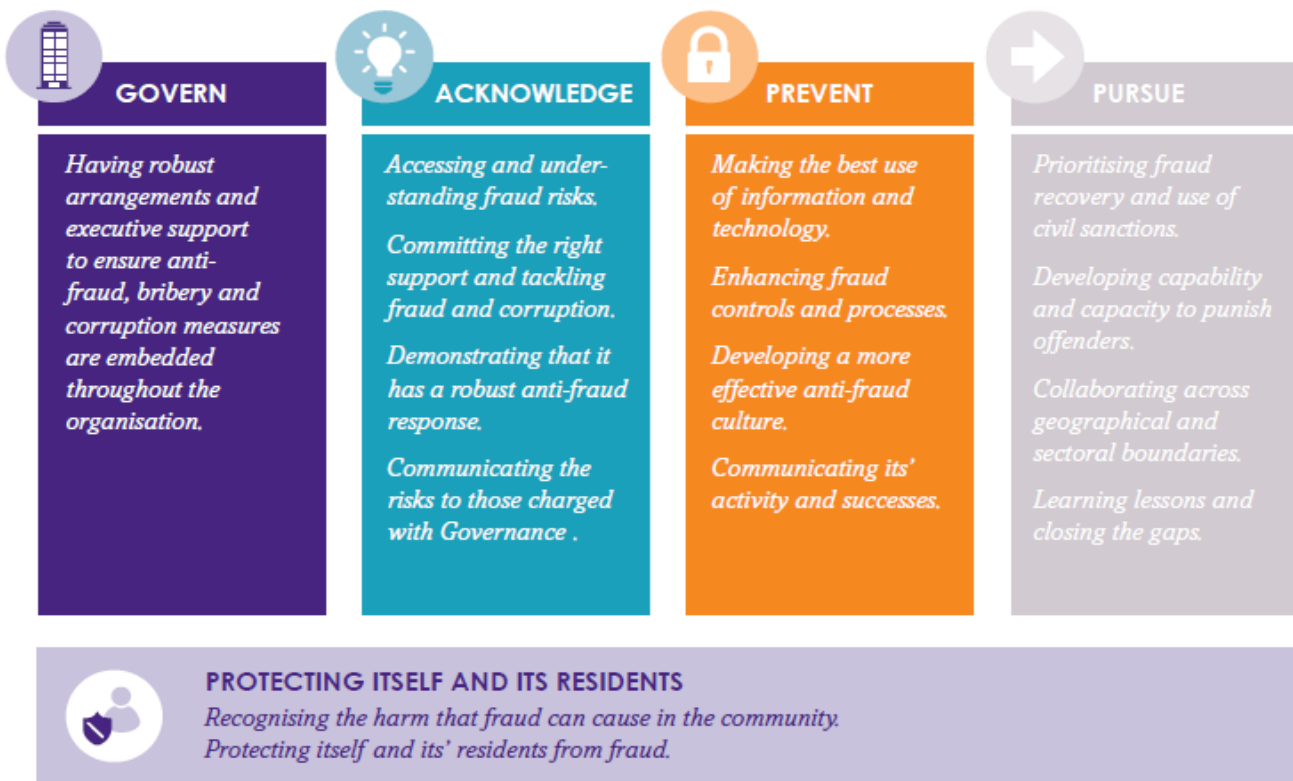 GOVERN
Having robust
arrangements and
executive support
to ensure anti-
fraud, bribery and
corruption measures
are embedded
throughout the
organisation.
ACKNOWLEDGE
Accessing and under-
standing fraud risks.
Committing the right
support and tackling
fraud and corruption.
Demonstrating that it
has a robust anti-fraud
response.
Communicating the
risks to those charged
with Governance .
PREVENT
Making the best use
of information and
technology.
Enhancing fraud
controls and processes.
Developing a more
effective anti-fraud
culture.
Communicating its’
activity and successes.
PURSUE
Prioritising fraud
recovery and use of
civil sanctions.
Developing capability
and capacity to punish
offenders.
Collaborating across
geographical and
sectoral boundaries.
Learning lessons and
closing the gaps.
PROTECTING ITSELF AND ITS RESIDENTS
Recognising the harm that fraud can cause in the community.
Protecting itself and its’ residents from fraud.